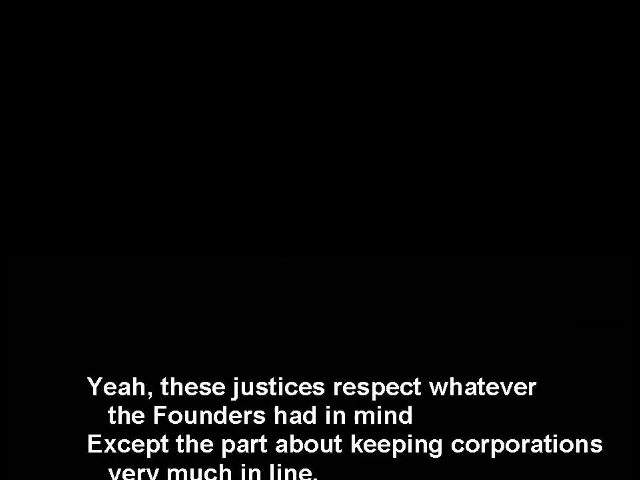 Yeah, these justices respect whatever
the Founders had in mind
Except the part about keeping corporations
very much in line.